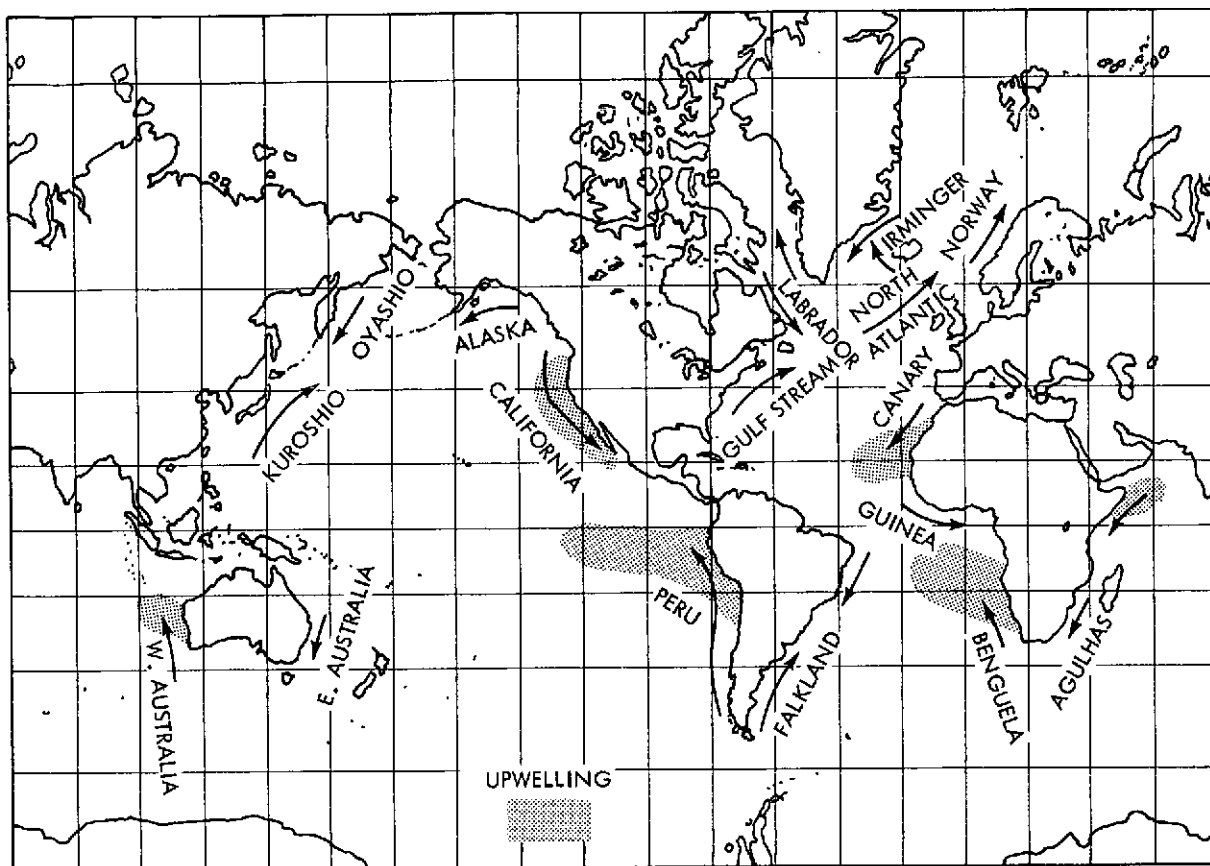 OYASHIO
KUROSHIO
ALASKA
CALIFORNIA
LABRADOR
GULF STREAM
NORTH
ATLANTIC
IRMINGER
NORWAY
CANARY
GUINEA
PERU
FALKLAND
BENGUELA
AGULHAS
W. AUSTRALIA
E. AUSTRALIA
UPWELLING